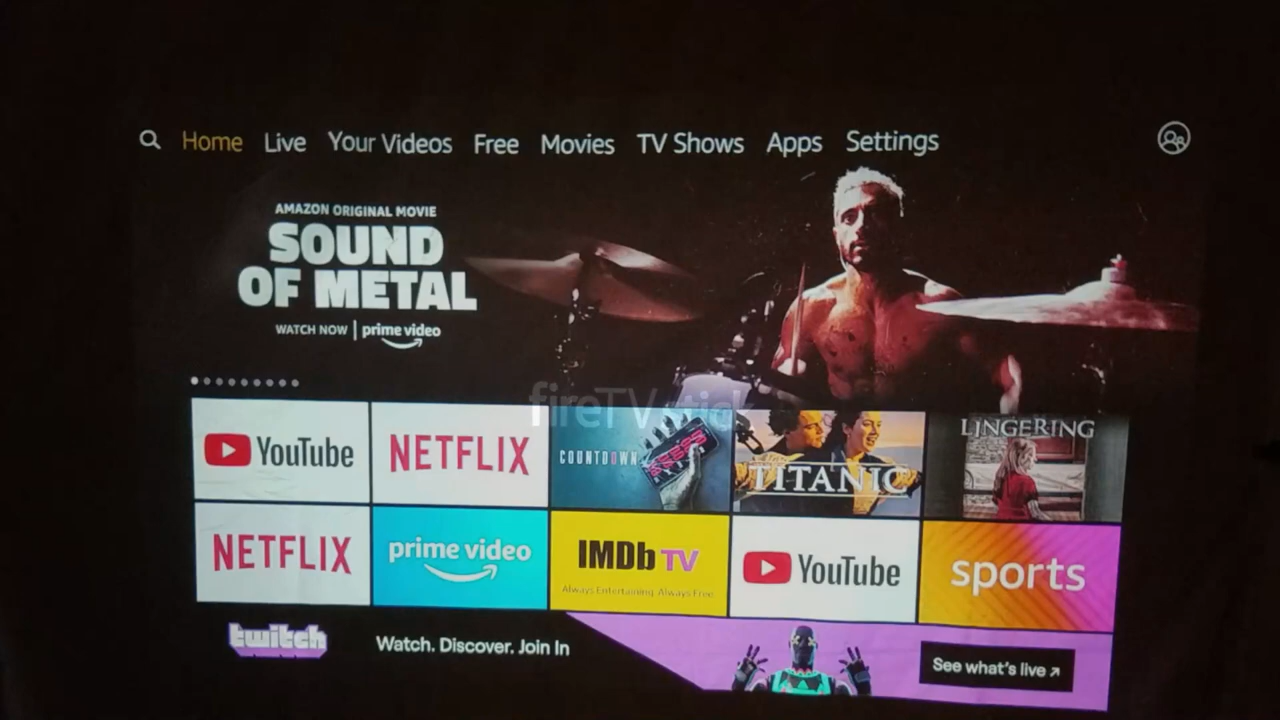 Home Live Your Videos Free Movies TV Shows Apps Settings
AMAZON ORIGINAL MOVIE
SOUND
OF METAL
WATCH NOW | prime video
fireTV stick
YouTube
NETFLIX
COUNTDOWN
TITANIC
LINGERING
NETFLIX
prime video
IMDb TV
Always Entertaining. Always Free.
YouTube
sports
twitch
Watch. Discover. Join In
See what's live ↗